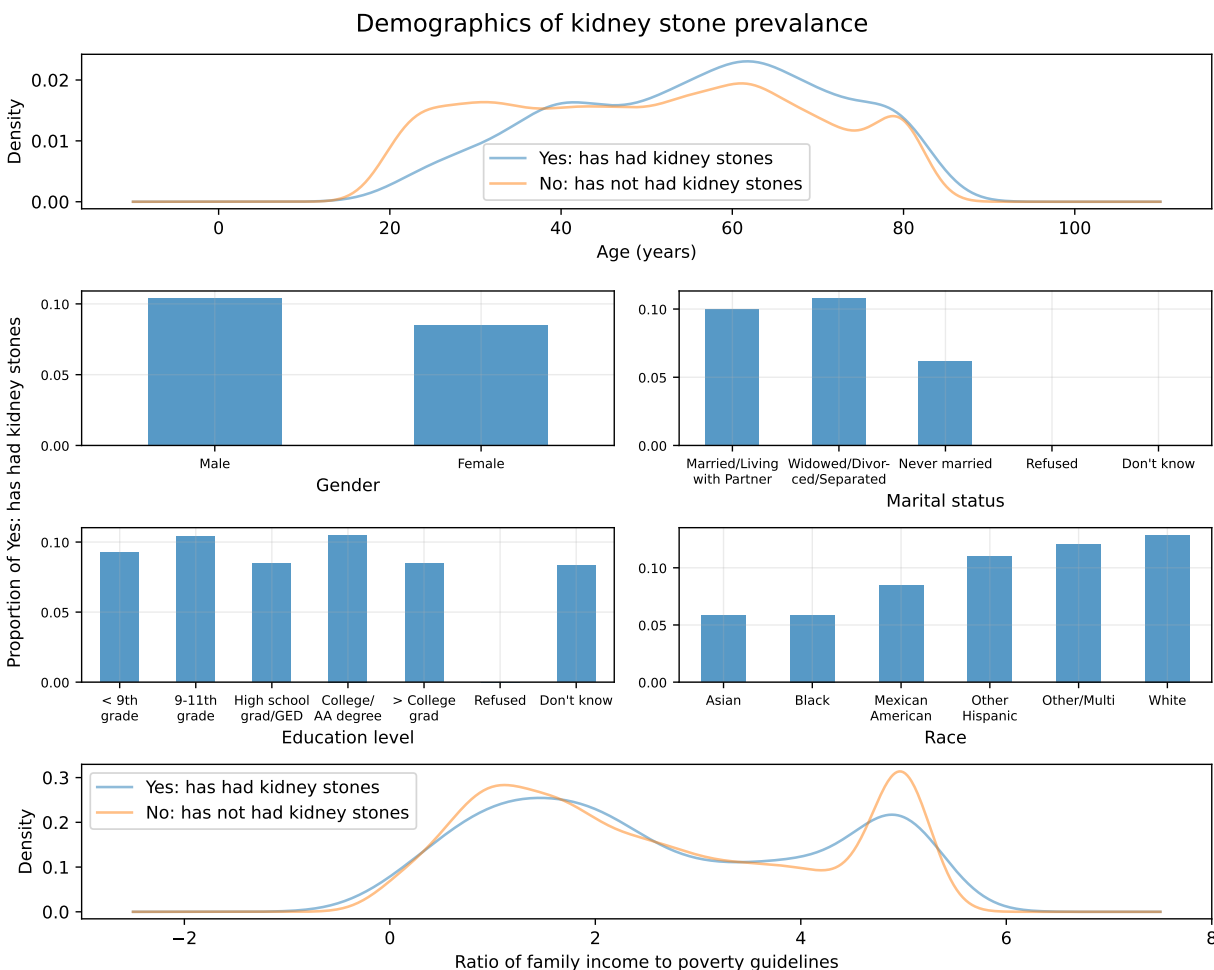 Demographics of kidney stone prevalance
Density
0.02
0.01
0.00
Yes: has had kidney stones
No: has not had kidney stones
0 20 40 60 80 100
Age (years)
Proportion of Yes: has had kidney stones
0.10
0.05
0.00
Male Female
Gender
0.10
0.05
0.00
Married/Living Widowed/Divor- Never married Refused Don't know
with Partner ced/Separated
Marital status
0.10
0.05
0.00
< 9th 9-11th High school College/ > College Refused Don't know
grade grade grad/GED AA degree grad
Education level
0.10
0.05
0.00
Asian Black Mexican Other Other/Multi White
American Hispanic
Race
Density
0.3
0.2
0.1
0.0
Yes: has had kidney stones
No: has not had kidney stones
−2 0 2 4 6 8
Ratio of family income to poverty guidelines